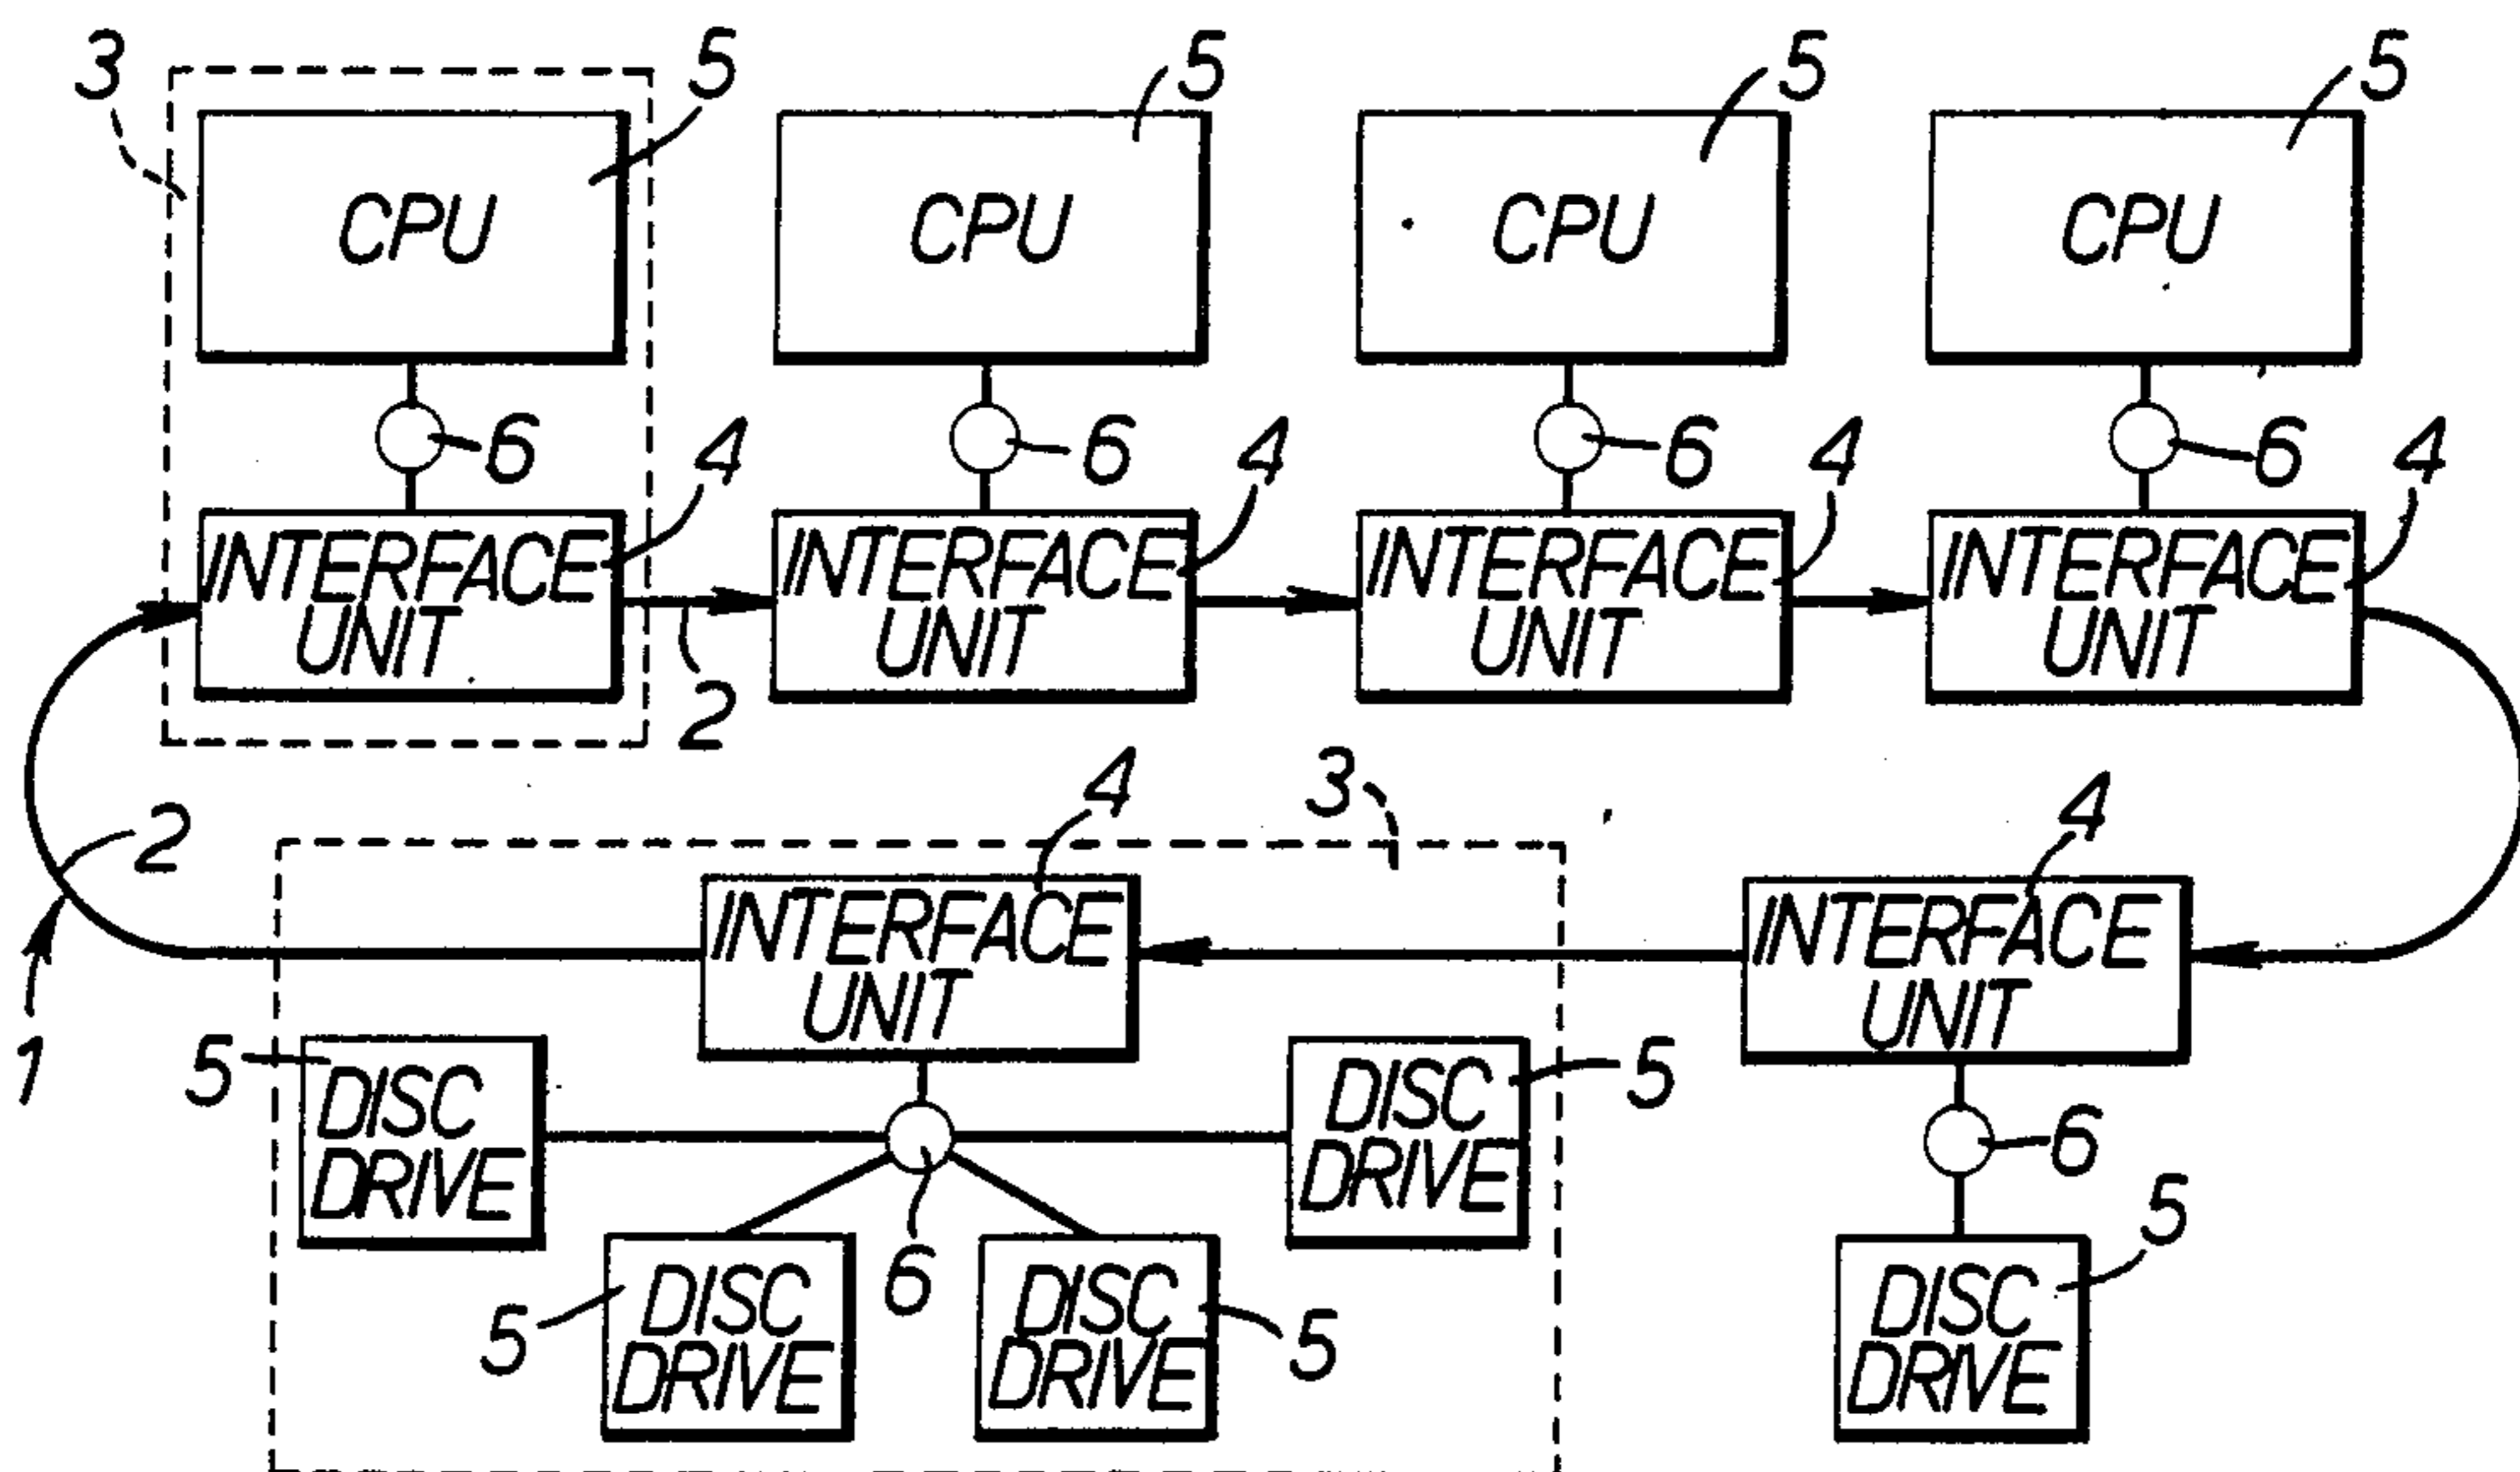 3 5 5 5 5
CPU CPU CPU CPU
6 4 6 4 6 4 6 4
INTERFACE INTERFACE INTERFACE INTERFACE
UNIT UNIT UNIT UNIT
2
3
4 4
2
INTERFACE INTERFACE
UNIT UNIT
1 5 5
DISC DISC
DRIVE DRIVE
6
5
6
DISC DISC DISC
5 5
DRIVE DRIVE DRIVE